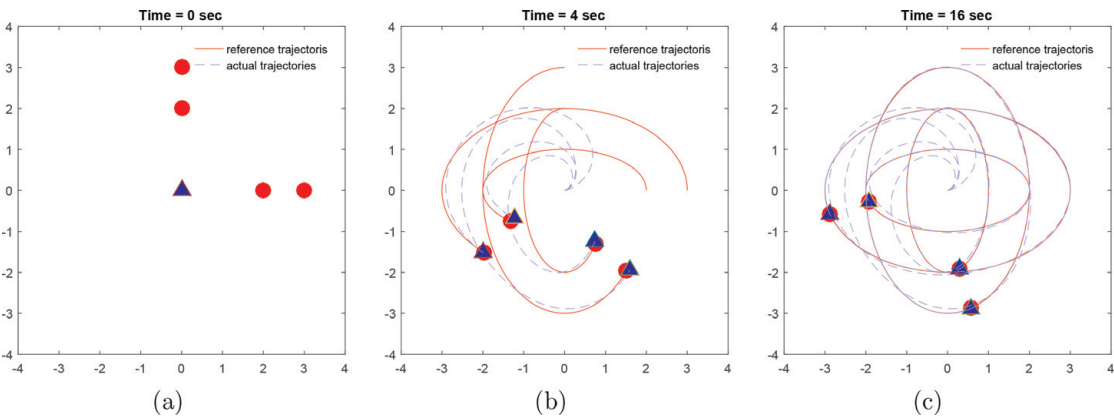 Time = 0 sec
4
3
2
1
0
-1
-2
-3
-4
-4 -3 -2 -1 0 1 2 3 4
reference trajectoris
actual trajectories
(a)
Time = 4 sec
4
3
2
1
0
-1
-2
-3
-4
-4 -3 -2 -1 0 1 2 3 4
reference trajectoris
actual trajectories
(b)
Time = 16 sec
4
3
2
1
0
-1
-2
-3
-4
-4 -3 -2 -1 0 1 2 3 4
reference trajectoris
actual trajectories
(c)